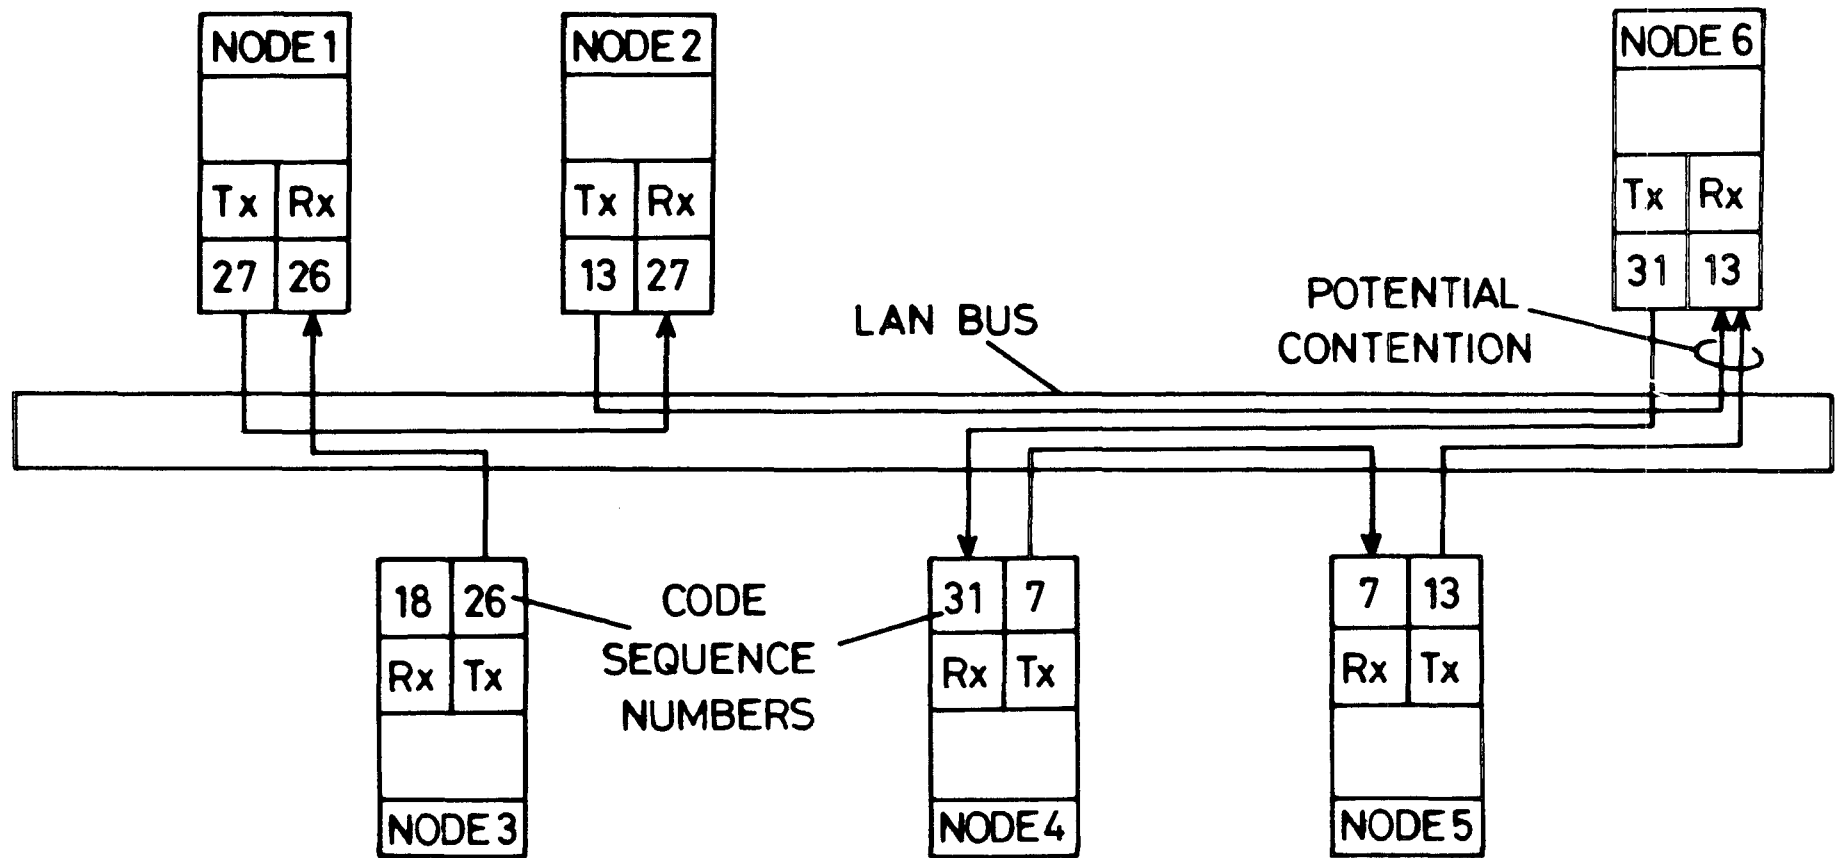 NODE 1
Tx Rx
27 26
NODE 2
Tx Rx
13 27
NODE 6
Tx Rx
31 13
LAN BUS
POTENTIAL
CONTENTION
18 26
Rx Tx
NODE 3
CODE
SEQUENCE
NUMBERS
31 7
Rx Tx
NODE 4
7 13
Rx Tx
NODE 5